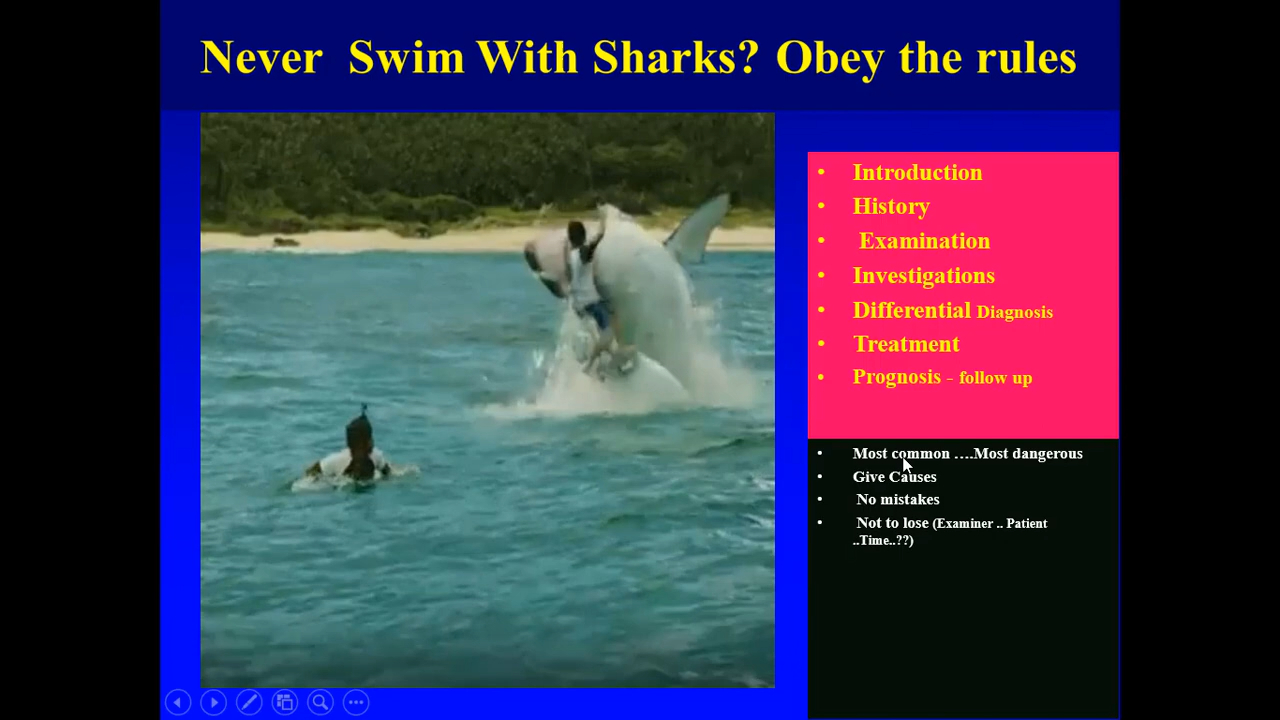 Never Swim With Sharks? Obey the rules
• Introduction
• History
• Examination
• Investigations
• Differential Diagnosis
• Treatment
• Prognosis - follow up
• Most common ....Most dangerous
• Give Causes
• No mistakes
• Not to lose (Examiner .. Patient
..Time..??)